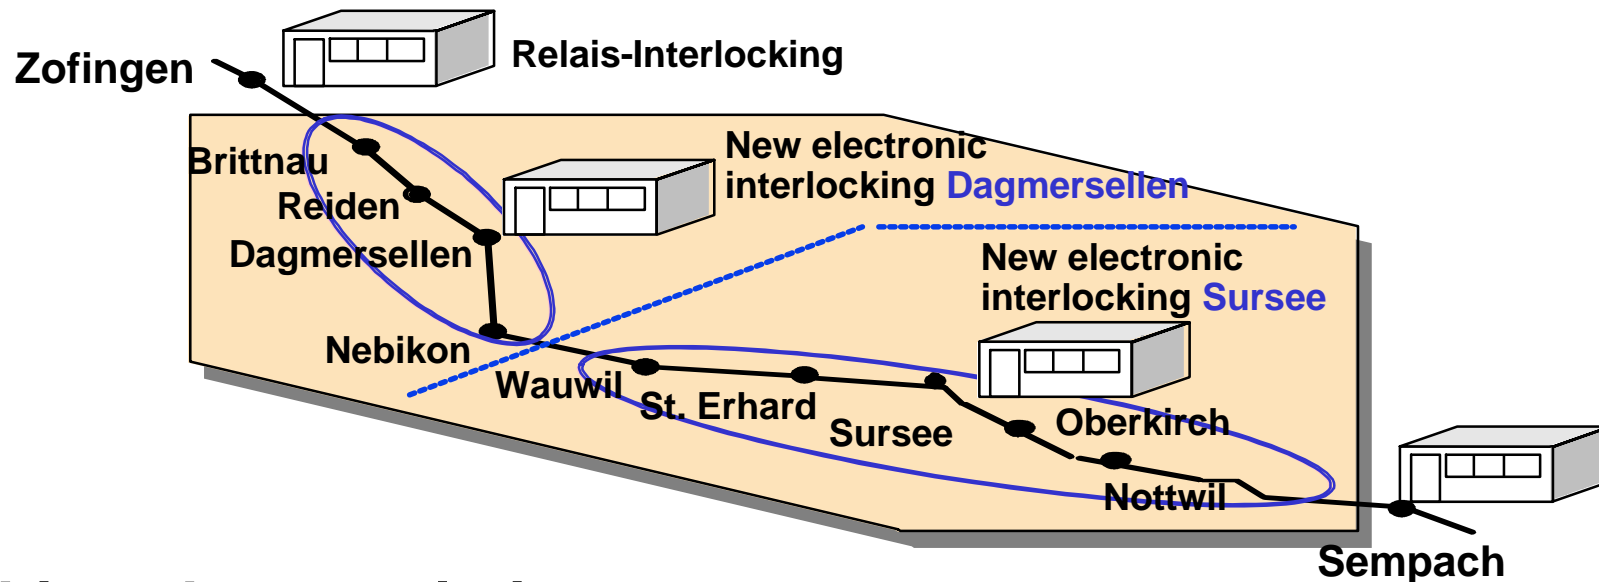 Zofingen
Relais-Interlocking
Brittnau
New electronic
interlocking Dagmersellen
Reiden
Dagmersellen
New electronic
interlocking Sursee
Nebikon
Wauwil
St. Erhard
Sursee
Oberkirch
Nottwil
Sempach